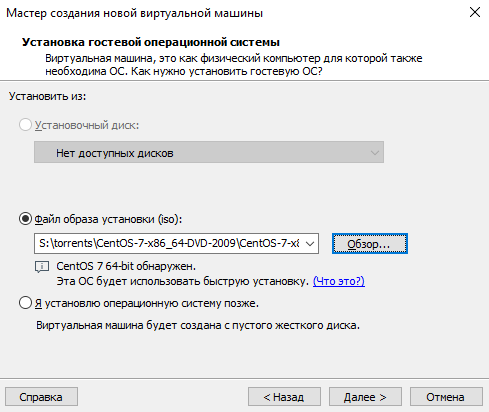 Мастер создания новой виртуальной машины
Установка гостевой операционной системы
Виртуальная машина, это как физический компьютер для которой также
необходима ОС. Как нужно установить гостевую ОС?
Установить из:
Установочный диск:
Нет доступных дисков
Файл образа установки (iso):
S:\torrents\CentOS-7-x86_64-DVD-2009\CentOS-7-x8
Обзор...
CentOS 7 64-bit обнаружен.
Эта ОС будет использовать быструю установку. (Что это?)
Я установлю операционную систему позже.
Виртуальная машина будет создана с пустого жесткого диска.
Справка
< Назад
Далее >
Отмена